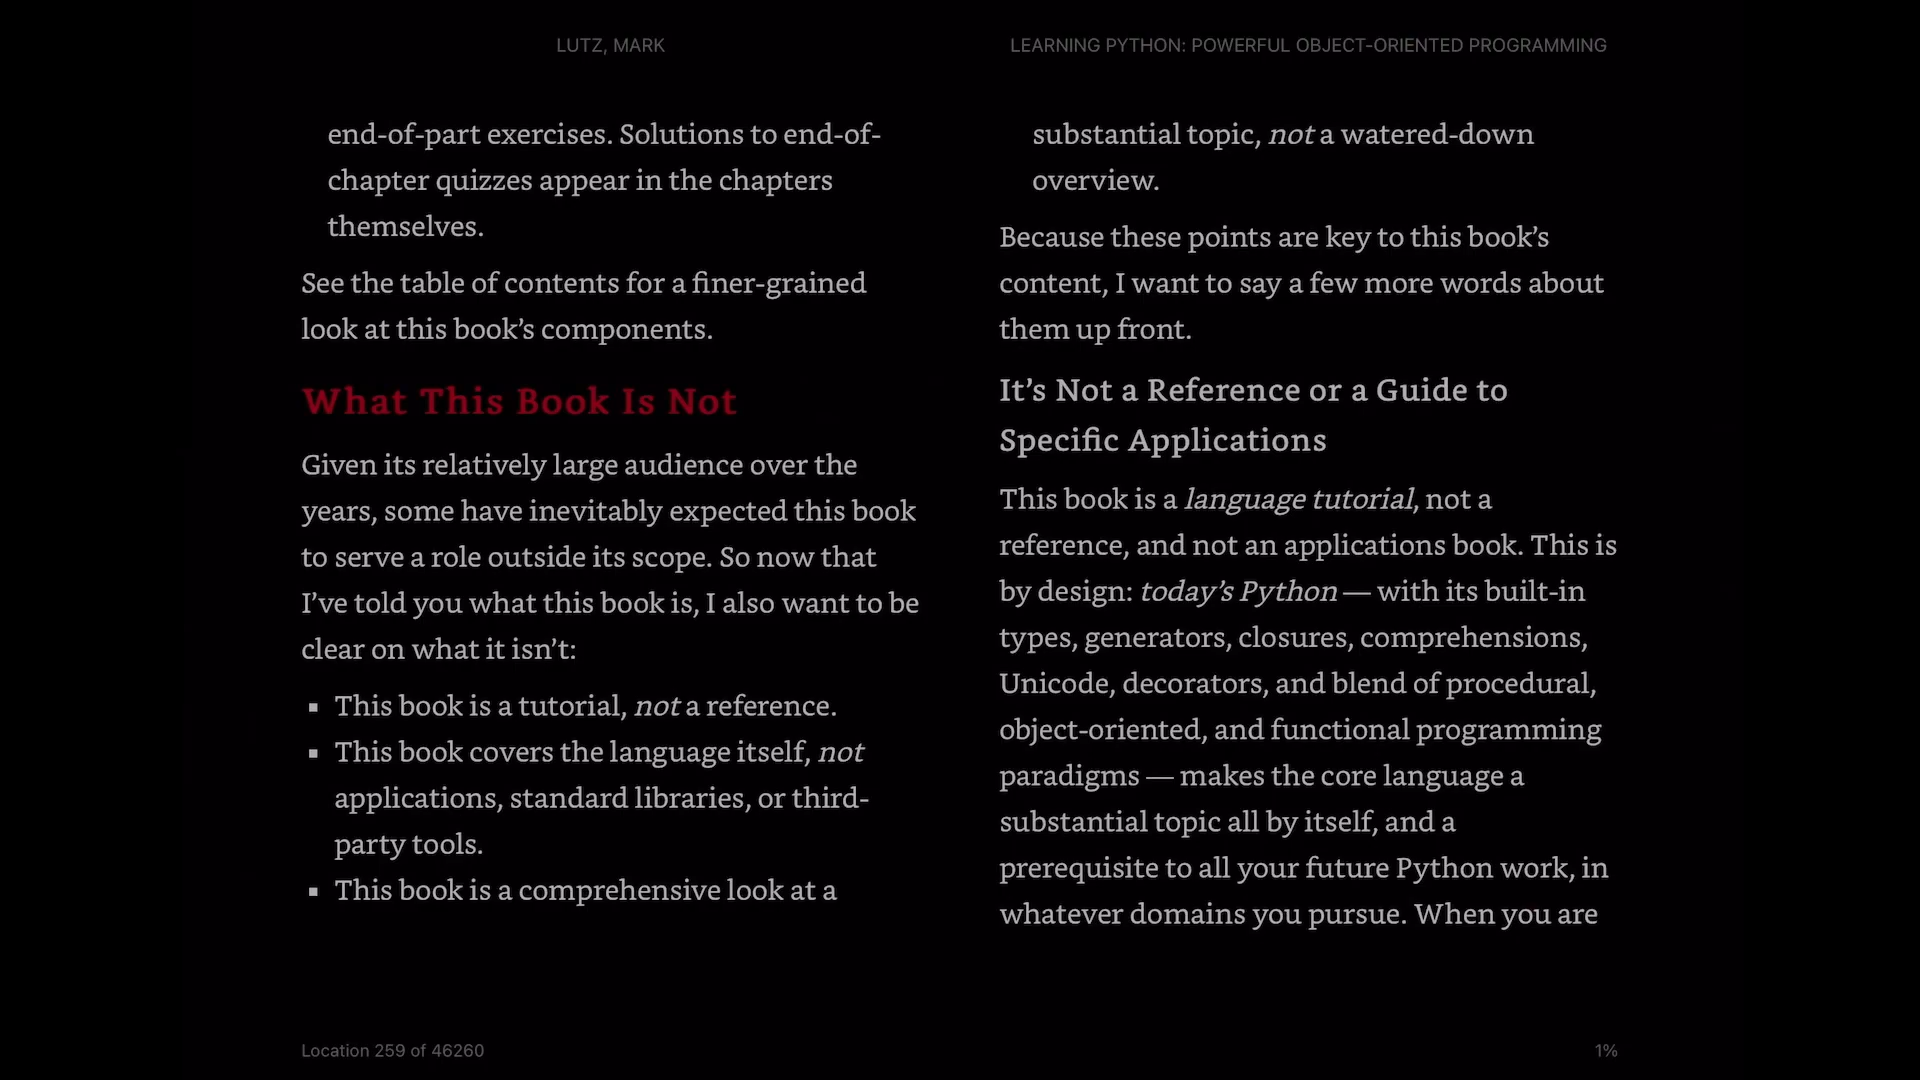 LUTZ, MARK
LEARNING PYTHON: POWERFUL OBJECT-ORIENTED PROGRAMMING
end-of-part exercises. Solutions to end-of-
chapter quizzes appear in the chapters
themselves.
See the table of contents for a finer-grained
look at this book’s components.
What This Book Is Not
Given its relatively large audience over the
years, some have inevitably expected this book
to serve a role outside its scope. So now that
I’ve told you what this book is, I also want to be
clear on what it isn’t:
▪ This book is a tutorial, not a reference.
▪ This book covers the language itself, not
applications, standard libraries, or third-
party tools.
▪ This book is a comprehensive look at a
substantial topic, not a watered-down
overview.
Because these points are key to this book’s
content, I want to say a few more words about
them up front.
It’s Not a Reference or a Guide to
Specific Applications
This book is a language tutorial, not a
reference, and not an applications book. This is
by design: today’s Python — with its built-in
types, generators, closures, comprehensions,
Unicode, decorators, and blend of procedural,
object-oriented, and functional programming
paradigms — makes the core language a
substantial topic all by itself, and a
prerequisite to all your future Python work, in
whatever domains you pursue. When you are
Location 259 of 46260
1%